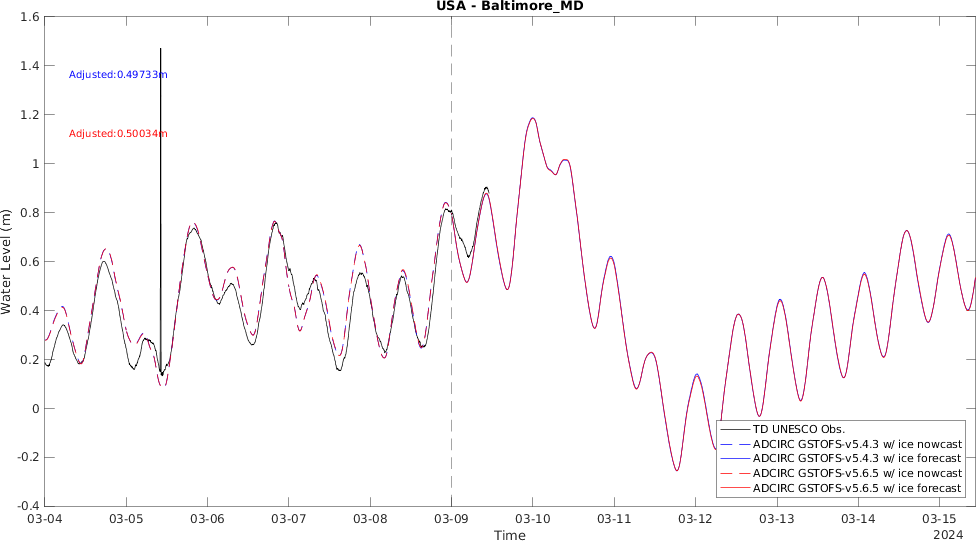 USA - Baltimore_MD
1.6
1.4
1.2
1
0.8
0.6
0.4
0.2
0
-0.2
-0.4
Water Level (m)
Adjusted:0.49733m
Adjusted:0.50034m
TD UNESCO Obs.
ADCIRC GSTOFS-v5.4.3 w/ ice nowcast
ADCIRC GSTOFS-v5.4.3 w/ ice forecast
ADCIRC GSTOFS-v5.6.5 w/ ice nowcast
ADCIRC GSTOFS-v5.6.5 w/ ice forecast
03-04 03-05 03-06 03-07 03-08 03-09 03-10 03-11 03-12 03-13 03-14 03-15
Time
2024